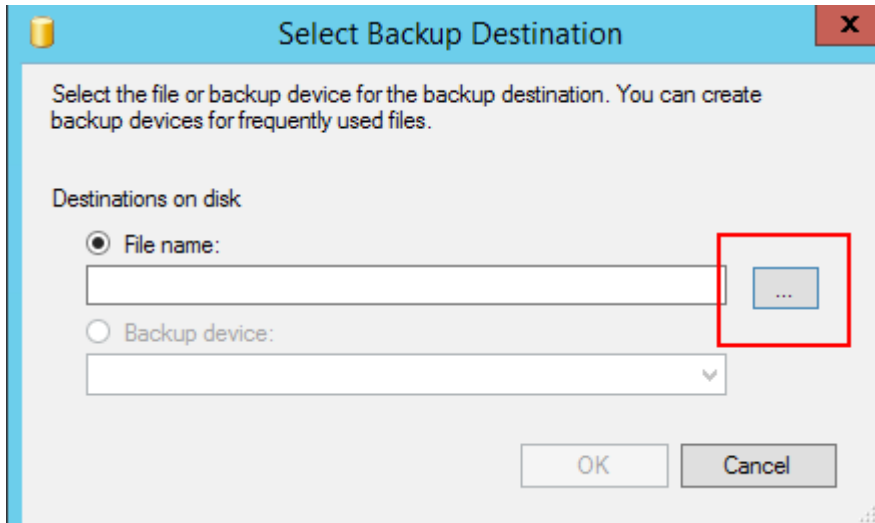 Select Backup Destination
x
Select the file or backup device for the backup destination. You can create
backup devices for frequently used files.
Destinations on disk
File name:
...
Backup device:
OK
Cancel